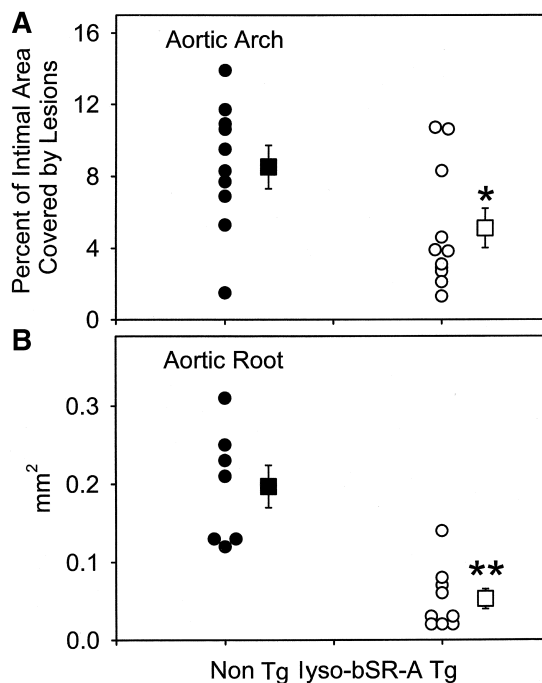 A
Aortic Arch
16
12
8
4
0
Percent of Intimal Area
Covered by Lesions
*
B
Aortic Root
0.3
0.2
0.1
0.0
mm²
**
Non Tg lyso-bSR-A Tg